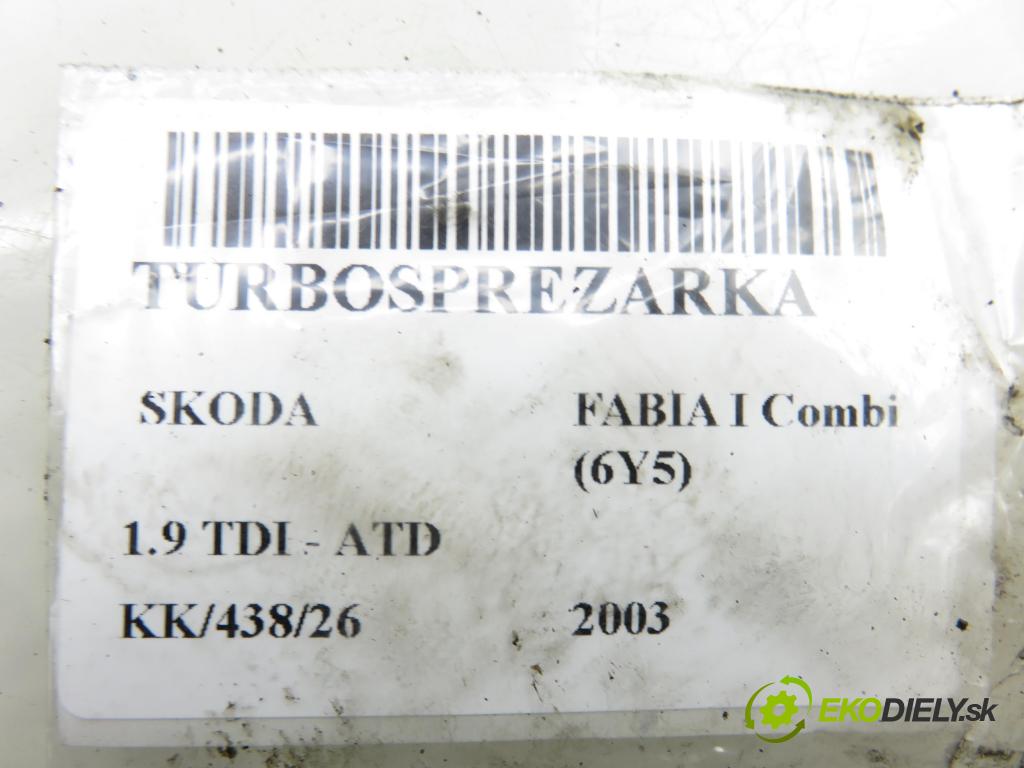 TURBOSPREZARKA
SKODA FABIA I Combi
(6Y5)
1.9 TDI - ATD
KK/438/26 2003
EKODIELY.sk